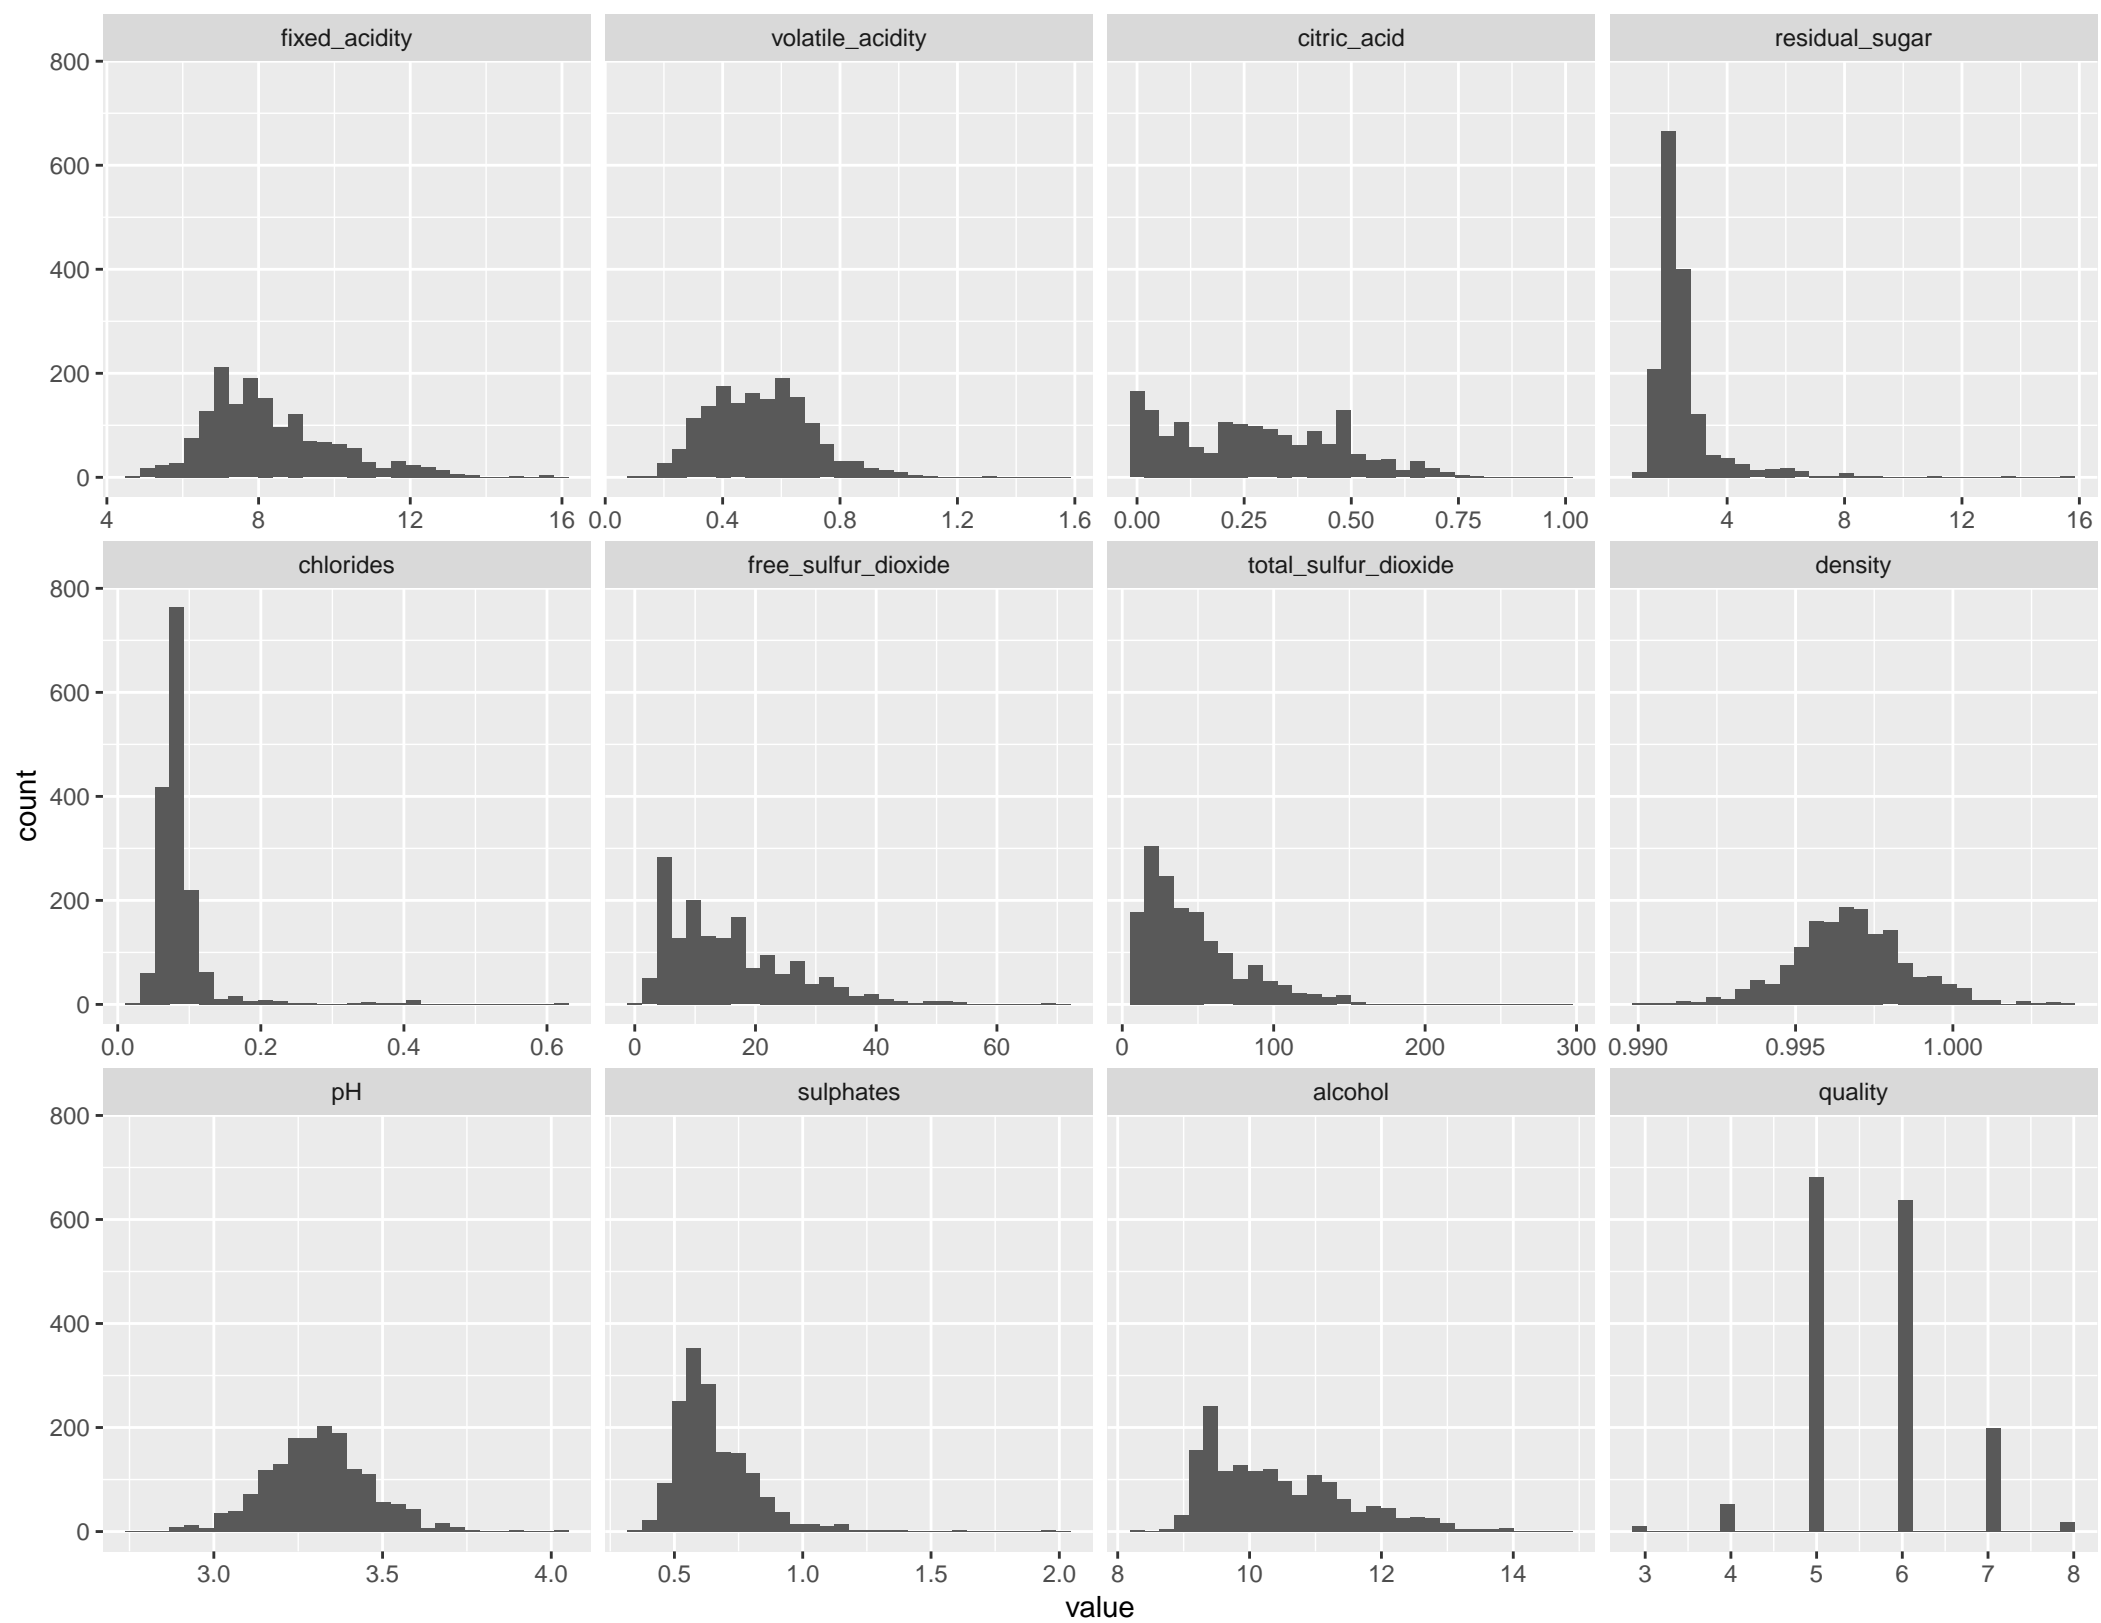 fixed_acidity volatile_acidity citric_acid residual_sugar
800
600
400
200
0
4 8 12 16 0.0 0.4 0.8 1.2 1.6 0.00 0.25 0.50 0.75 1.00 4 8 12 16
chlorides free_sulfur_dioxide total_sulfur_dioxide density
800
600
400
200
0
count
0.0 0.2 0.4 0.6 0 20 40 60 0 100 200 300 0.990 0.995 1.000
pH sulphates alcohol quality
800
600
400
200
0
3.0 3.5 4.0 0.5 1.0 1.5 2.0 8 10 12 14 3 4 5 6 7 8
value